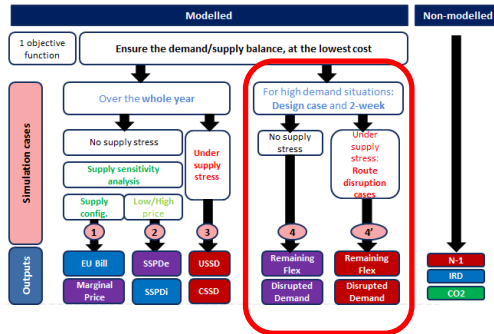 Modelled
Non-modelled
1 objective
function
Ensure the demand/supply balance, at the lowest cost
Simulation cases
Over the whole year
For high demand situations:
Design case and 2-week
No supply stress
Under
supply
stress
No supply
stress
Under
supply
stress:
Route
disruption
cases
Supply sensitivity
analysis
Supply
config.
Low/High
price
1
2
3
4
4'
Outputs
EU Bill
Marginal
Price
SSPDe
SSPDi
USSD
CSSD
Remaining
Flex
Disrupted
Demand
Remaining
Flex
Disrupted
Demand
N-1
IRD
CO2